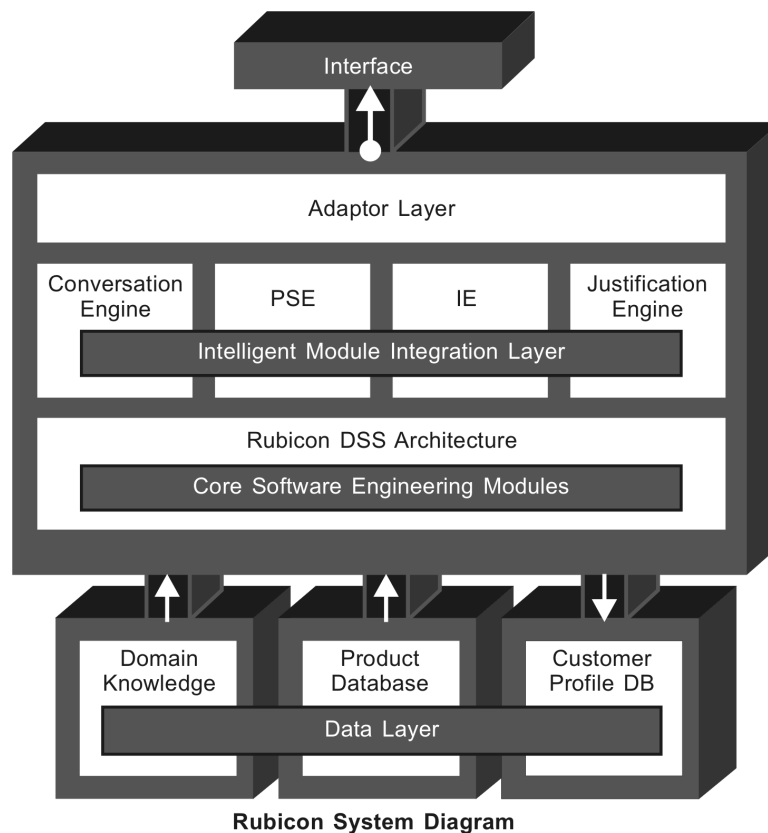 Interface
Adaptor Layer
Conversation
Engine
PSE
IE
Justification
Engine
Intelligent Module Integration Layer
Rubicon DSS Architecture
Core Software Engineering Modules
Domain
Knowledge
Product
Database
Customer
Profile DB
Data Layer
Rubicon System Diagram